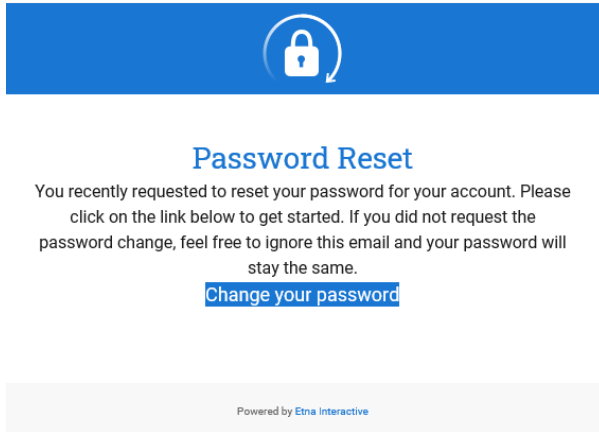 Password Reset
You recently requested to reset your password for your account. Please
click on the link below to get started. If you did not request the
password change, feel free to ignore this email and your password will
stay the same.
Change your password
Powered by Etna Interactive